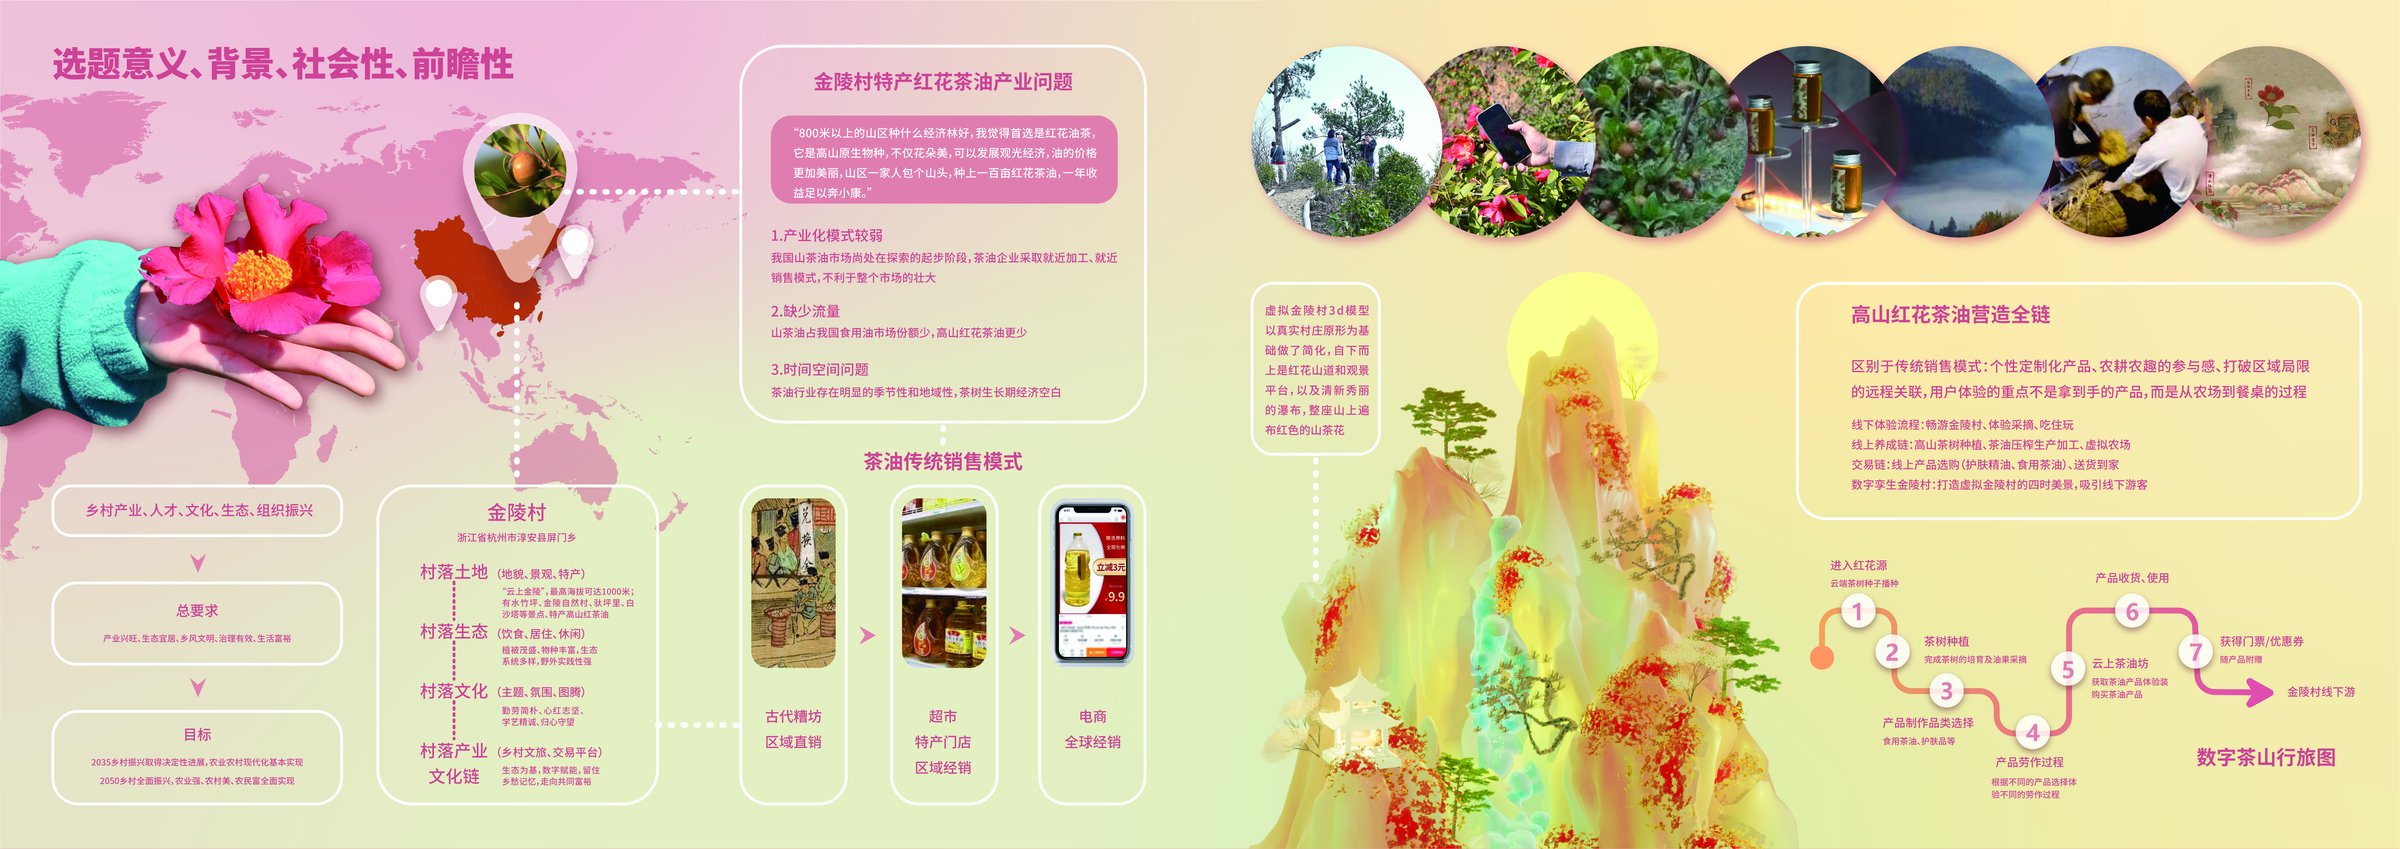 选题意义、背景、社会性、前瞻性
乡村产业、人才、文化、生态、组织振兴
总要求
产业兴旺、生态宜居、乡风文明、治理有效、生活富裕
目标
2035乡村振兴取得决定性进展，农业农村现代化基本实现
2050乡村全面振兴，农业强、农村美、农民富全面实现
金陵村
浙江省杭州市淳安县屏门乡
村落土地（地貌、景观、特产）
“云上金陵”，最高海拔可达1000米；
有水竹坪、金陵自然村、驮坪里、白
沙塔等景点、特产高山红茶油
村落生态（饮食、居住、休闲）
植被茂盛、物种丰富，生态
系统多样，野外实践性强
村落文化（主题、氛围、图腾）
勤劳简朴、心红志坚、
学艺精诚、归心守望
村落产业（乡村文旅、交易平台）
文化链
生态为基，数字赋能，留住
乡愁记忆，走向共同富裕
金陵村特产红花茶油产业问题
“800米以上的山区种什么经济林好，我觉得首选是红花油茶，
它是高山原生物种，不仅花朵美，可以发展观光经济，油的价格
更加美丽，山区一家人包个山头，种上一百亩红花茶油，一年收
益足以奔小康。”
1.产业化模式较弱
我国山茶油市场尚处在探索的起步阶段，茶油企业采取就近加工、就近
销售模式，不利于整个市场的壮大
2.缺少流量
山茶油占我国食用油市场份额少，高山红花茶油更少
3.时间空间问题
茶油行业存在明显的季节性和地域性，茶树生长期经济空白
茶油传统销售模式
立减3元
9.9
古代糟坊
区域直销
超市
特产门店
区域经销
电商
全球经销
虚拟金陵村3d模型
以真实村庄原形为基
础做了简化，自下而
上是红花山道和观景
平台，以及清新秀丽
的瀑布，整座山上遍
布红色的山茶花
高山红花茶油营造全链
区别于传统销售模式：个性定制化产品、农耕农趣的参与感、打破区域局限
的远程关联，用户体验的重点不是拿到手的产品，而是从农场到餐桌的过程
线下体验流程：畅游金陵村、体验采摘、吃住玩
线上养成链：高山茶树种植、茶油压榨生产加工、虚拟农场
交易链：线上产品选购（护肤精油、食用茶油）、送货到家
数字孪生金陵村：打造虚拟金陵村的四时美景，吸引线下游客
进入红花源
云端茶树种子播种
1
2
茶树种植
完成茶树的培育及油果采摘
3
产品制作品类选择
食用茶油、护肤品等
4
产品劳作过程
根据不同的产品选择体
验不同的劳作过程
5
云上茶油坊
获取茶油产品体验装
购买茶油产品
产品收货、使用
6
7
获得门票/优惠券
随产品附赠
金陵村线下游
数字茶山行旅图